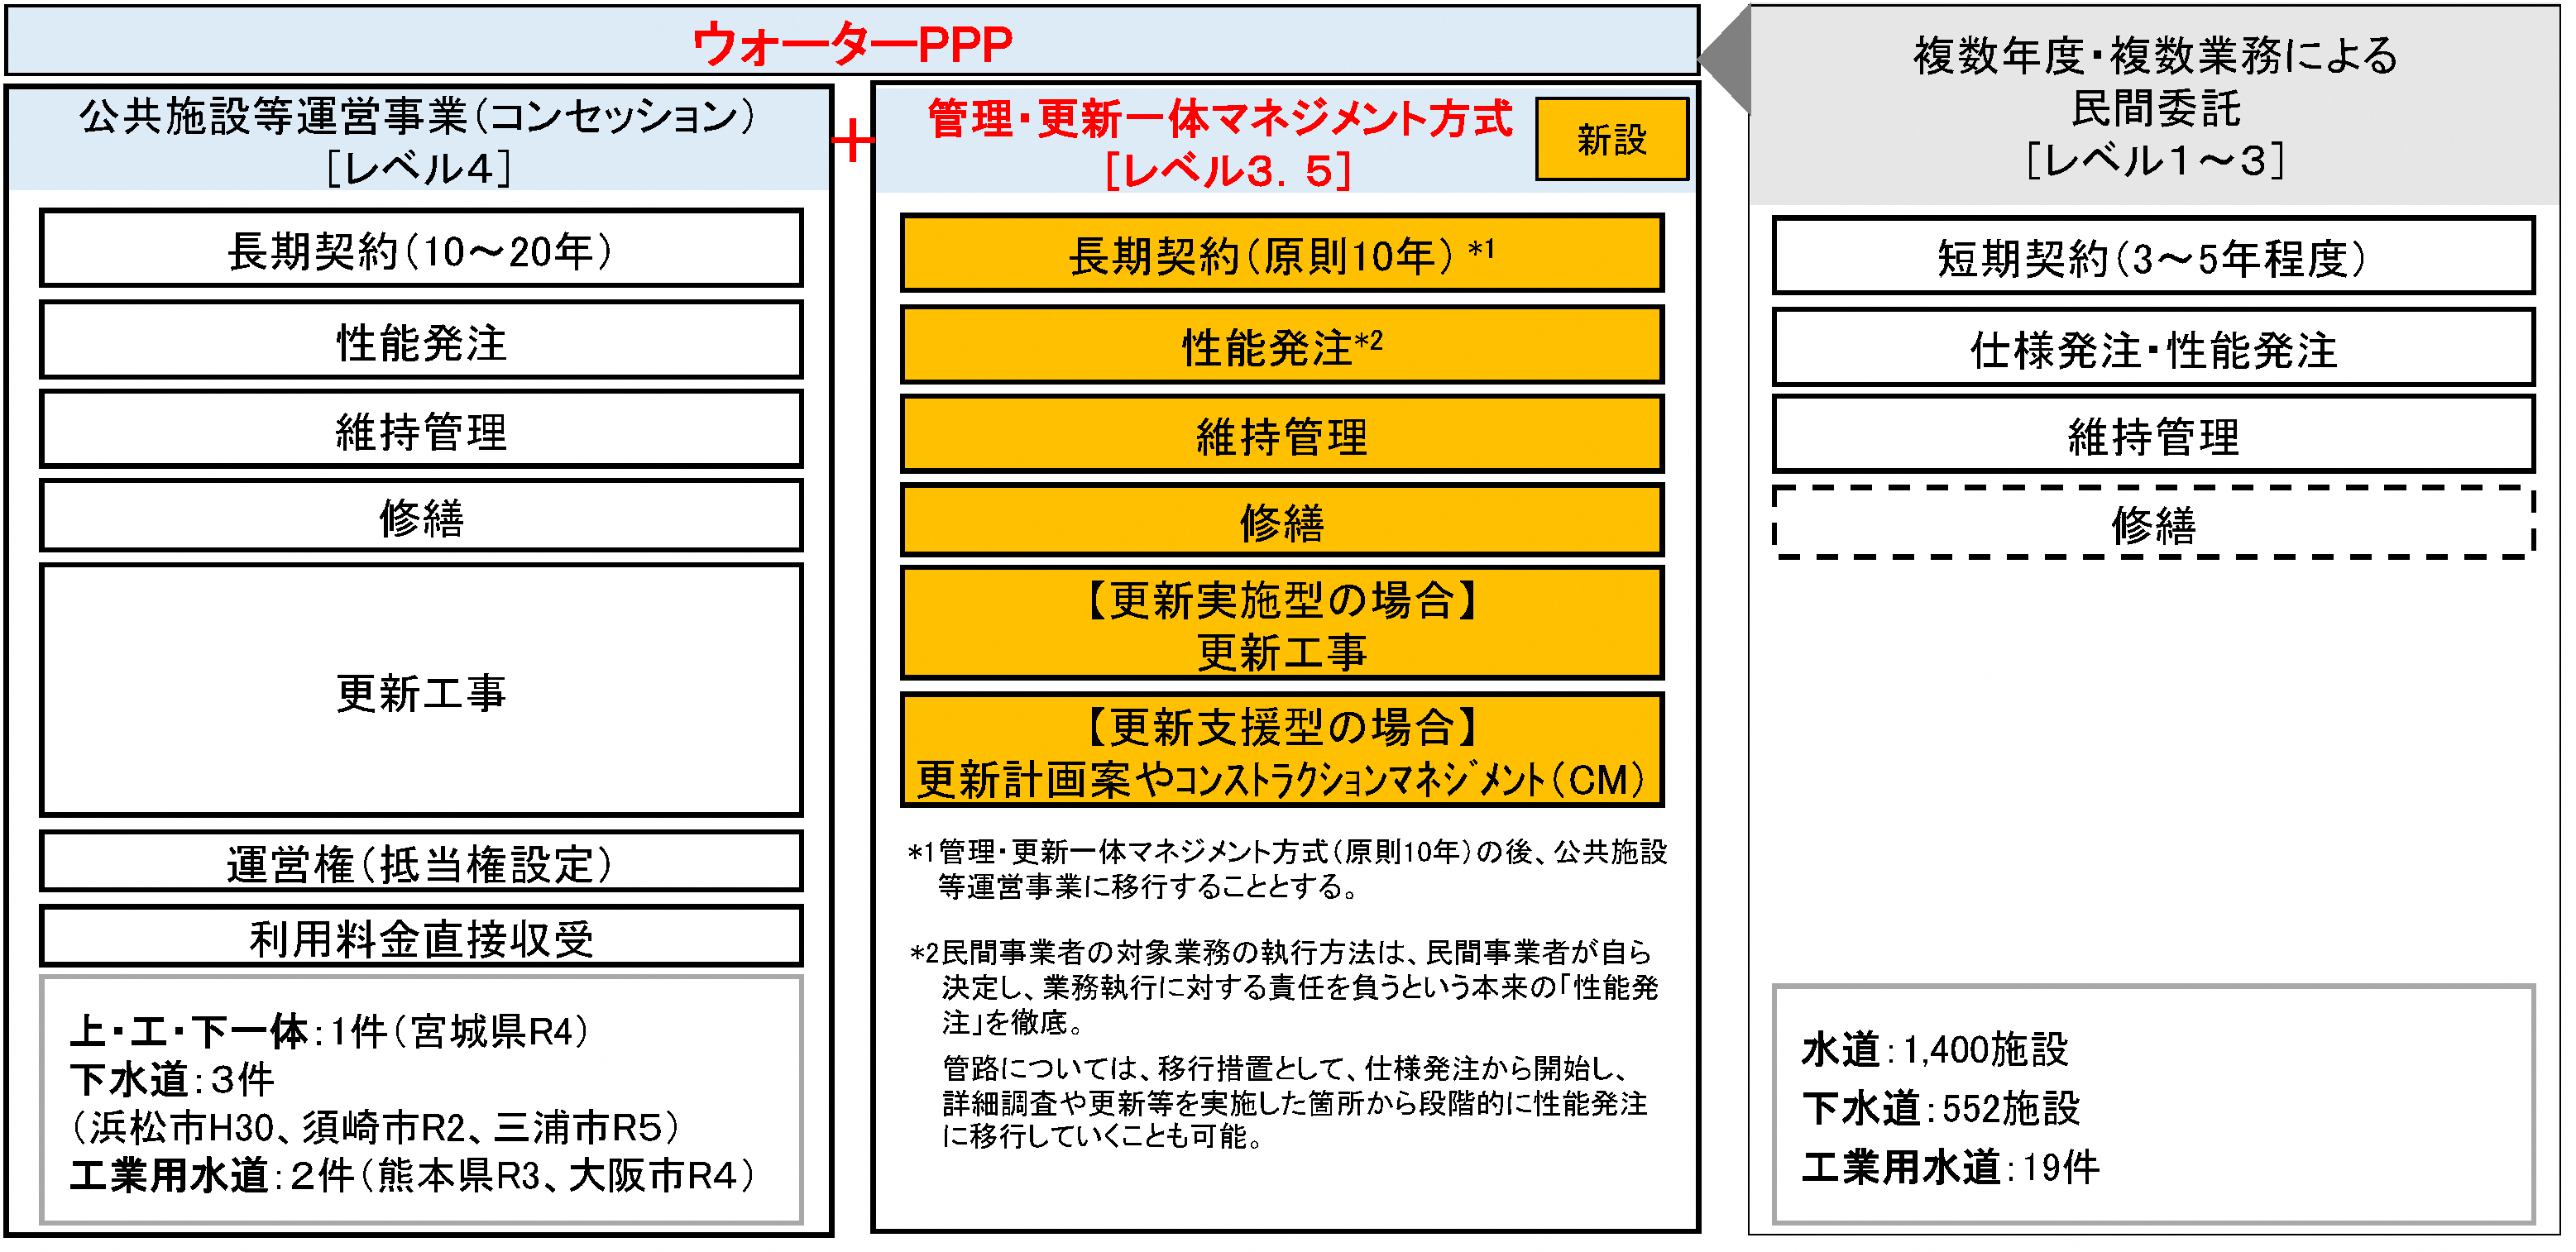 ウォーターPPP
公共施設等運営事業(コンセッション)
[レベル4]
長期契約(10～20年)
性能発注
維持管理
修繕
更新工事
運営権(抵当権設定)
利用料金直接収受
上・工・下一体:1件(宮城県R4)
下水道:3件
(浜松市H30、須崎市R2、三浦市R5)
工業用水道:2件(熊本県R3、大阪市R4)
＋
管理・更新一体マネジメント方式
[レベル3．5]
新設
長期契約(原則10年)*1
性能発注*2
維持管理
修繕
【更新実施型の場合】
更新工事
【更新支援型の場合】
更新計画案やｺﾝｽﾄﾗｸｼｮﾝﾏﾈｼﾞﾒﾝﾄ(CM)
*1管理・更新一体マネジメント方式(原則10年)の後、公共施設
等運営事業に移行することとする。
*2民間事業者の対象業務の執行方法は、民間事業者が自ら
決定し、業務執行に対する責任を負うという本来の「性能発
注」を徹底。
管路については、移行措置として、仕様発注から開始し、
詳細調査や更新等を実施した箇所から段階的に性能発注
に移行していくことも可能。
複数年度・複数業務による
民間委託
[レベル1～3]
短期契約(3～5年程度)
仕様発注・性能発注
維持管理
修繕
水道:1,400施設
下水道:552施設
工業用水道:19件